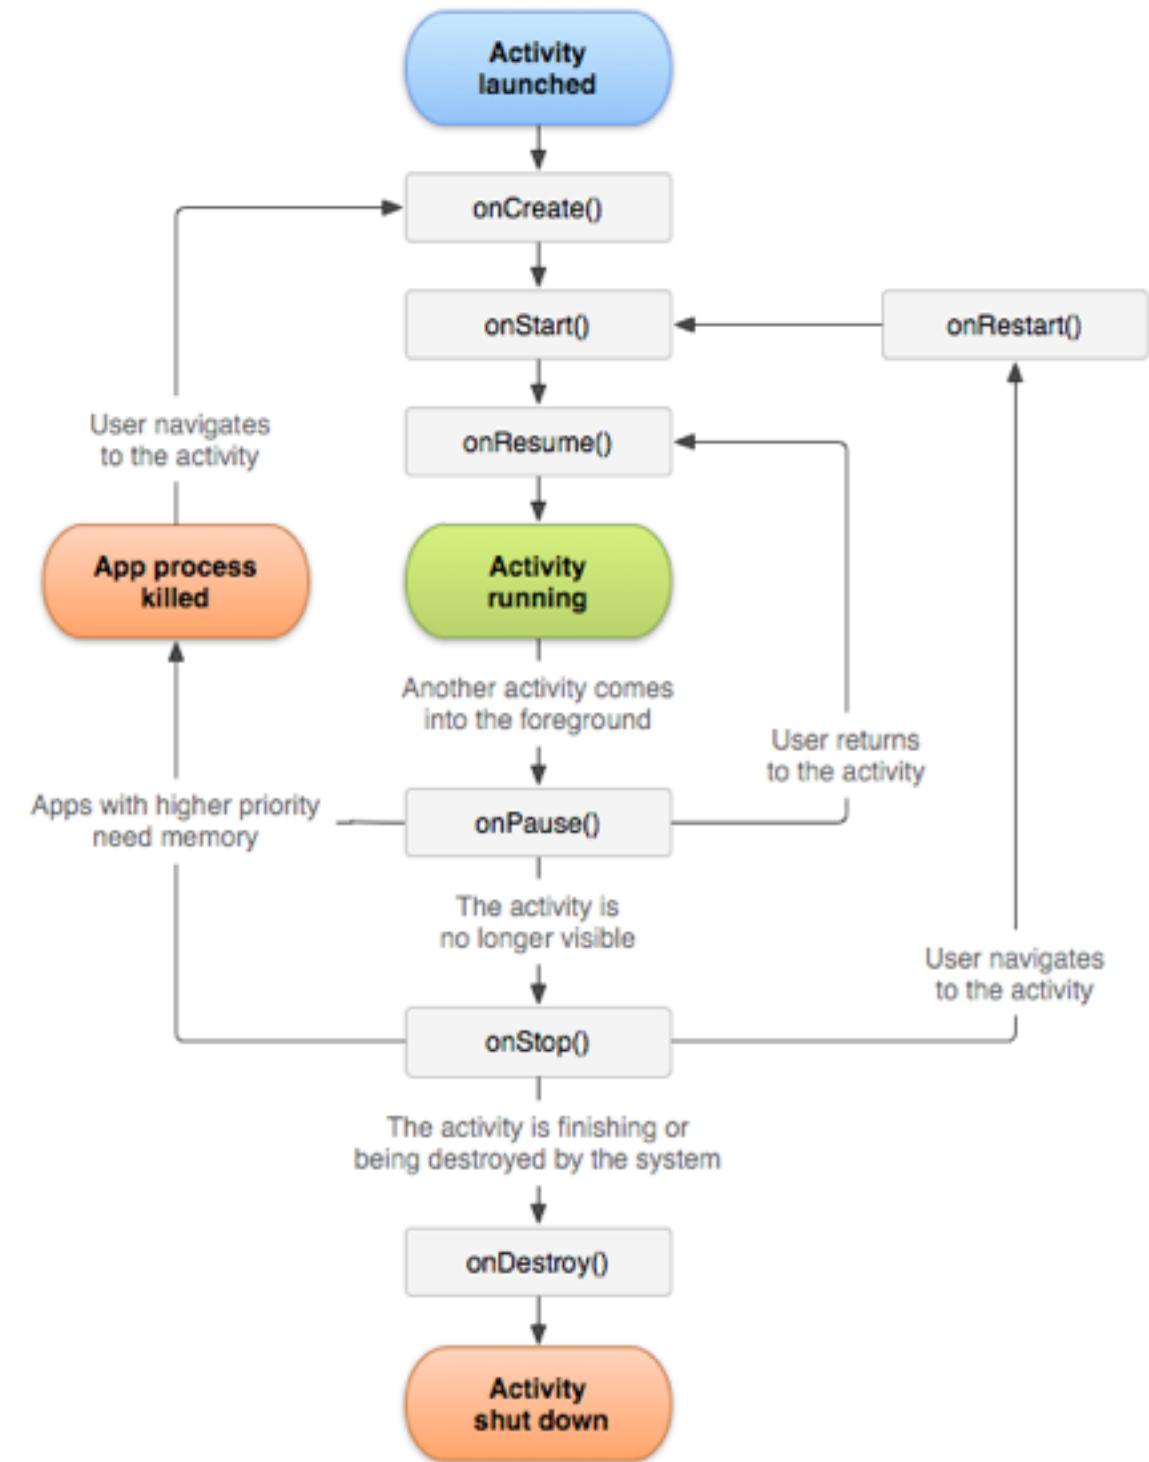 Activity
launched
onCreate()
onStart()
onRestart()
User navigates
to the activity
onResume()
App process
killed
Activity
running
Another activity comes
into the foreground
User returns
to the activity
Apps with higher priority
need memory
onPause()
The activity is
no longer visible
User navigates
to the activity
onStop()
The activity is finishing or
being destroyed by the system
onDestroy()
Activity
shut down